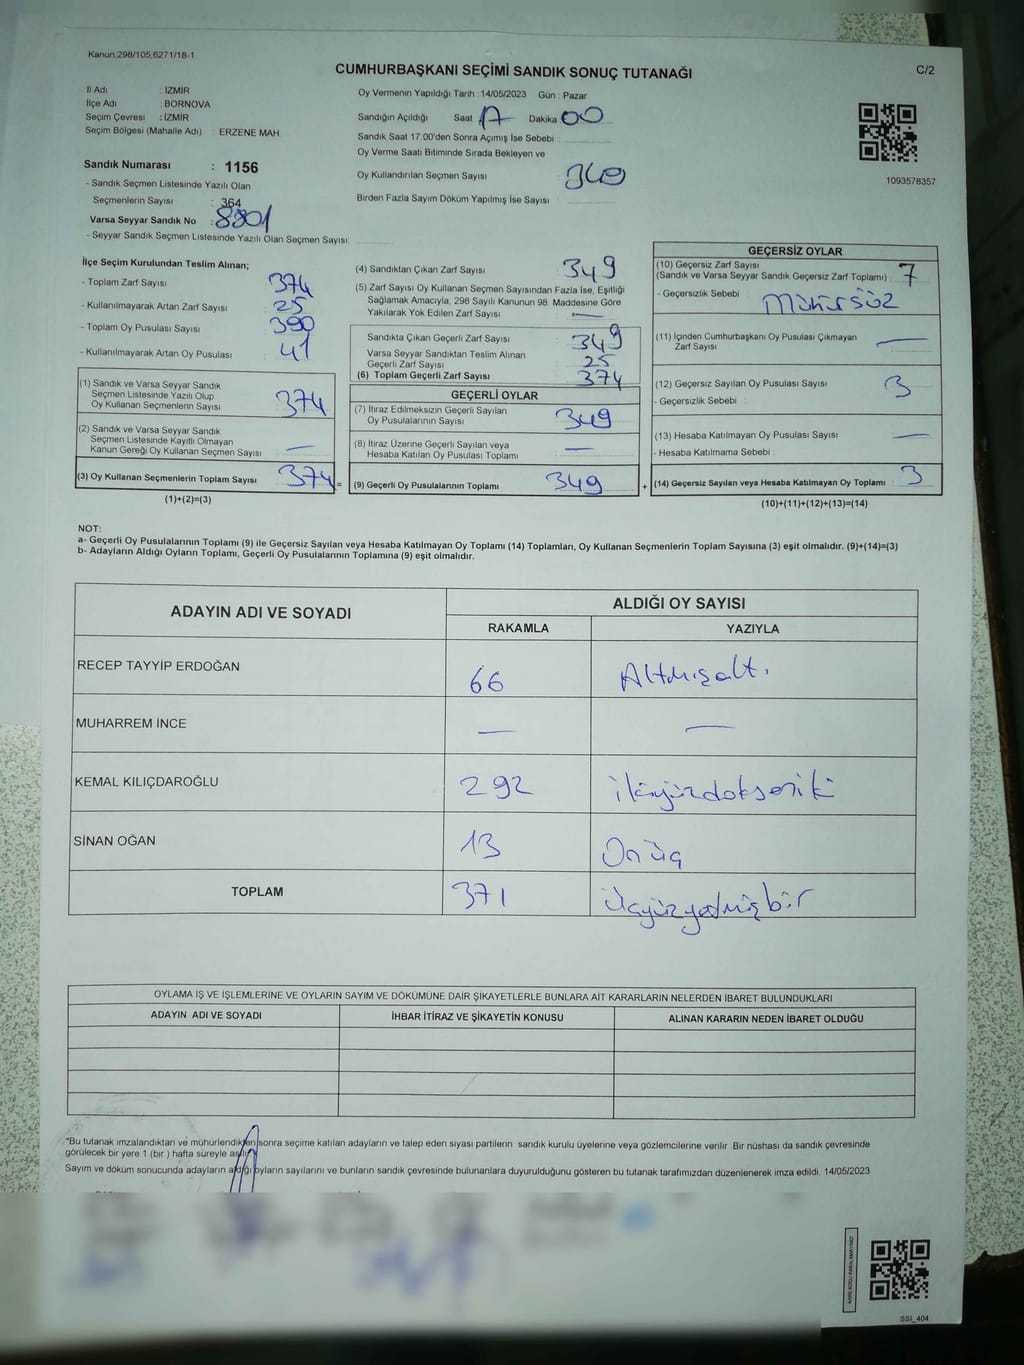 Kanun;298/105;6271/18-1
C/2
CUMHURBAŞKANI SEÇİMİ SANDIK SONUÇ TUTANAĞI
İl Adı : İZMİR
İlçe Adı : BORNOVA
Seçim Çevresi : İZMİR
Seçim Bölgesi (Mahalle Adı) : ERZENE MAH
Sandık Numarası : 1156
- Sandık Seçmen Listesinde Yazılı Olan
Seçmenlerin Sayısı : 364
Varsa Seyyar Sandık No : 8801
- Seyyar Sandık Seçmen Listesinde Yazılı Olan Seçmen Sayısı:
Oy Vermenin Yapıldığı Tarih : 14/05/2023 Gün : Pazar
Sandığın Açıldığı Saat 17 Dakika 00
Sandık Saat 17:00'den Sonra Açımış İse Sebebi :
Oy Verme Saati Bitiminde Sırada Bekleyen ve
Oy Kullandırılan Seçmen Sayısı
Birden Fazla Sayım Döküm Yapılmış İse Sayısı :
1093578357
İlçe Seçim Kurulundan Teslim Alınan;
- Toplam Zarf Sayısı : 374
- Kullanılmayarak Artan Zarf Sayısı : 25
- Toplam Oy Pusulası Sayısı : 390
- Kullanılmayarak Artan Oy Pusulası : 41
(1) Sandık ve Varsa Seyyar Sandık
Seçmen Listesinde Yazılı Olup
Oy Kullanan Seçmenlerin Sayısı : 374
(2) Sandık ve Varsa Seyyar Sandık
Seçmen Listesinde Kayıtlı Olmayan
Kanun Gereği Oy Kullanan Seçmen Sayısı : —
(3) Oy Kullanan Seçmenlerin Toplam Sayısı : 374 =
(1)+(2)=(3)
(4) Sandıktan Çıkan Zarf Sayısı 349
(5) Zarf Sayısı Oy Kullanan Seçmen Sayısından Fazla İse, Eşitliği
Sağlamak Amacıyla, 298 Sayılı Kanunun 98. Maddesine Göre
Yakılarak Yok Edilen Zarf Sayısı —
Sandıkta Çıkan Geçerli Zarf Sayısı 349
Varsa Seyyar Sandıktan Teslim Alınan
Geçerli Zarf Sayısı 25
(6) Toplam Geçerli Zarf Sayısı 374
GEÇERLİ OYLAR
(7) İtiraz Edilmeksizin Geçerli Sayılan
Oy Pusulalarının Sayısı 349
(8) İtiraz Üzerine Geçerli Sayılan veya
Hesaba Katılan Oy Pusulası Toplamı —
(9) Geçerli Oy Pusulalarının Toplamı 349 +
GEÇERSİZ OYLAR
(10) Geçersiz Zarf Sayısı
(Sandık ve Varsa Seyyar Sandık Geçersiz Zarf Toplamı) : 7
- Geçersizlik Sebebi : Mühürsüz
(11) İçinden Cumhurbaşkanı Oy Pusulası Çıkmayan
Zarf Sayısı —
(12) Geçersiz Sayılan Oy Pusulası Sayısı : 3
- Geçersizlik Sebebi :
(13) Hesaba Katılmayan Oy Pusulası Sayısı : —
- Hesaba Katılmama Sebebi :
(14) Geçersiz Sayılan veya Hesaba Katılmayan Oy Toplamı : 3
(10)+(11)+(12)+(13)=(14)
NOT:
a- Geçerli Oy Pusulalarının Toplamı (9) ile Geçersiz Sayılan veya Hesaba Katılmayan Oy Toplamı (14) Toplamları, Oy Kullanan Seçmenlerin Toplam Sayısına (3) eşit olmalıdır. (9)+(14)=(3)
b- Adayların Aldığı Oyların Toplamı, Geçerli Oy Pusulalarının Toplamına (9) eşit olmalıdır.
ADAYIN ADI VE SOYADI
ALDIĞI OY SAYISI
RAKAMLA YAZIYLA
RECEP TAYYİP ERDOĞAN 66 Altmışaltı
MUHARREM İNCE — —
KEMAL KILIÇDAROĞLU 292 ikiyüzdokseniki
SİNAN OĞAN 13 Onüç
TOPLAM 371 üçyüzyetmişbir
OYLAMA İŞ VE İŞLEMLERİNE VE OYLARIN SAYIM VE DÖKÜMÜNE DAİR ŞİKAYETLERLE BUNLARA AİT KARARLARIN NELERDEN İBARET BULUNDUKLARI
ADAYIN ADI VE SOYADI İHBAR İTİRAZ VE ŞİKAYETİN KONUSU ALINAN KARARIN NEDEN İBARET OLDUĞU
"Bu tutanak imzalandıktan ve mühürlendikten sonra seçime katılan adayların ve talep eden siyasi partilerin sandık kurulu üyelerine veya gözlemcilerine verilir. Bir nüshası da sandık çevresinde
görülecek bir yere 1 (bir ) hafta süreyle asılır.
Sayım ve döküm sonucunda adayların aldığı oyların sayılarını ve bunların sandık çevresinde bulunanlara duyurulduğunu gösteren bu tutanak tarafımızdan düzenlenerek imza edildi. 14/05/2023
KARE KODU KARALAMAYINIZ!
SSI_404